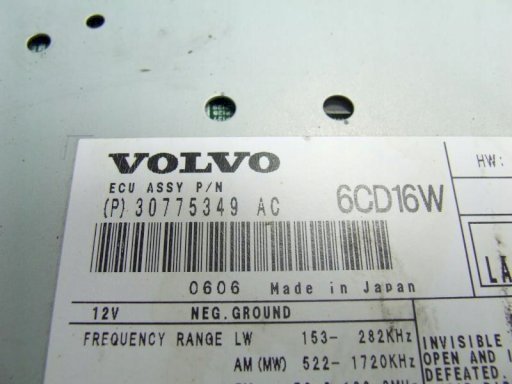 VOLVO
ECU ASSY P/N
(P) 30775349 AC 6CD16W
HW:
0606 Made in Japan
LA
12V NEG.GROUND
FREQUENCY RANGE LW 153- 282KHz
AM (MW) 522- 1720KHz
INVISIBLE
OPEN AND I
DEFEATED.